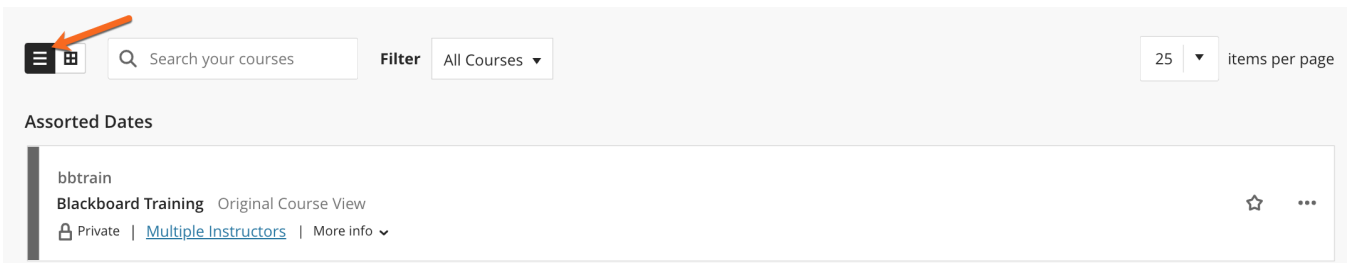 Search your courses Filter All Courses 25 items per page
Assorted Dates
bbtrain
Blackboard Training Original Course View
Private | Multiple Instructors | More info